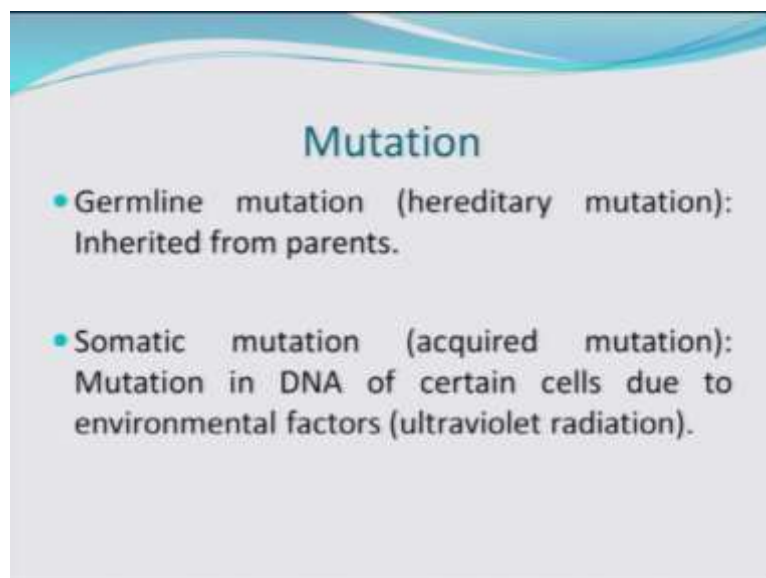 Mutation
Germline mutation (hereditary mutation):
Inherited from parents.
Somatic mutation (acquired mutation):
Mutation in DNA of certain cells due to
environmental factors (ultraviolet radiation).